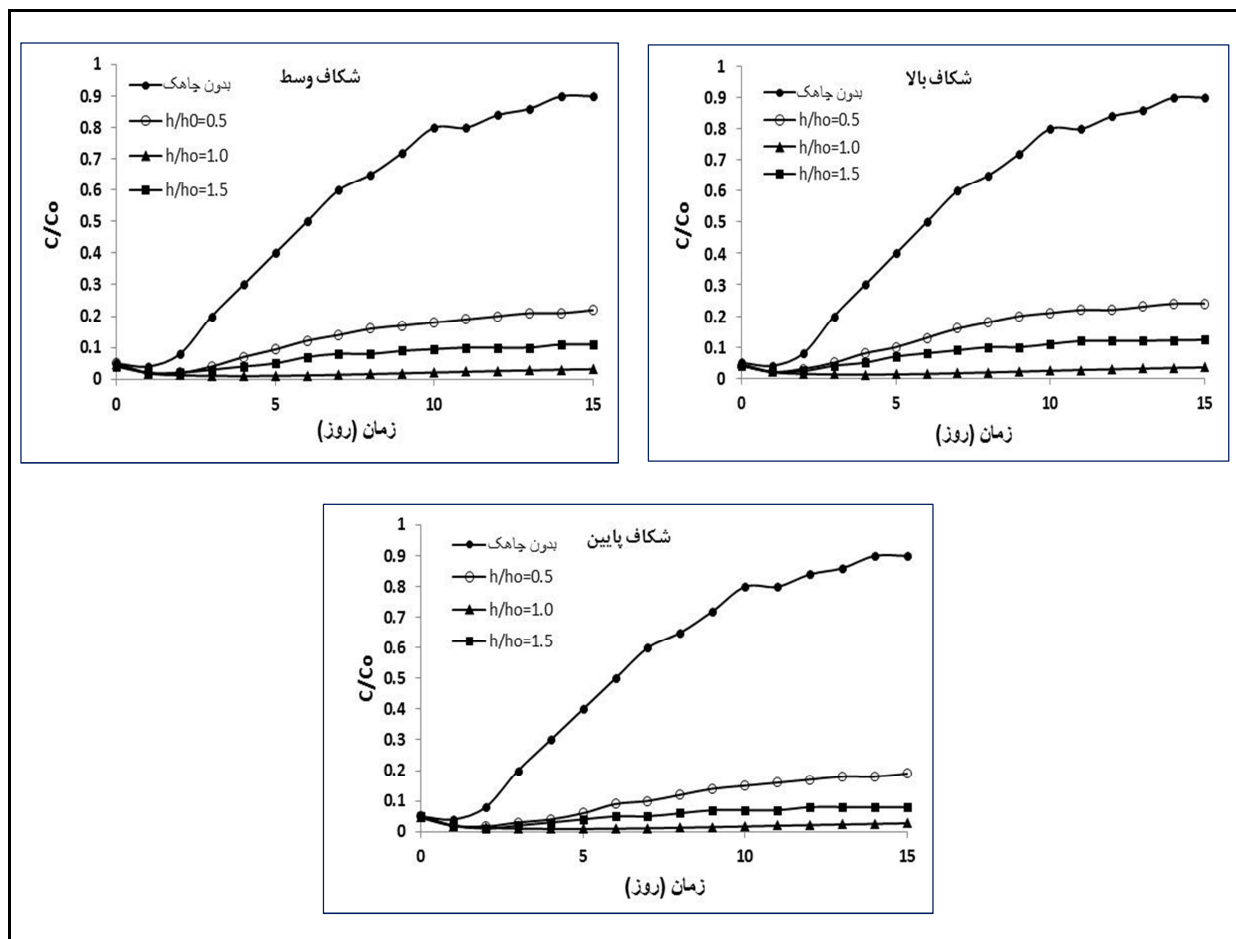 شکاف وسط
بدون چاهک
h/h0=0.5
h/ho=1.0
h/ho=1.5
C/Co
1
0.9
0.8
0.7
0.6
0.5
0.4
0.3
0.2
0.1
0
0 5 10 15
زمان (روز)
شکاف بالا
بدون چاهک
h/ho=0.5
h/ho=1.0
h/ho=1.5
C/Co
1
0.9
0.8
0.7
0.6
0.5
0.4
0.3
0.2
0.1
0
0 5 10 15
زمان (روز)
شکاف پایین
بدون چاهک
h/ho=0.5
h/ho=1.0
h/ho=1.5
C/Co
1
0.9
0.8
0.7
0.6
0.5
0.4
0.3
0.2
0.1
0
0 5 10 15
زمان (روز)